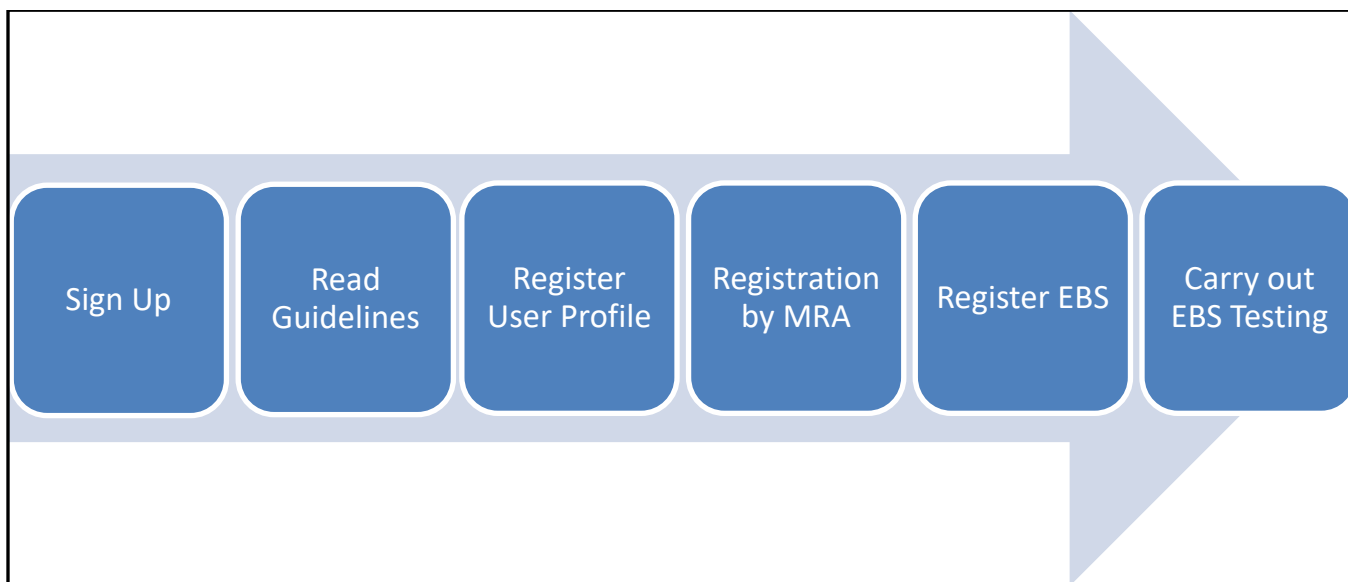 Sign Up
Read
Guidelines
Register
User Profile
Registration
by MRA
Register EBS
Carry out
EBS Testing